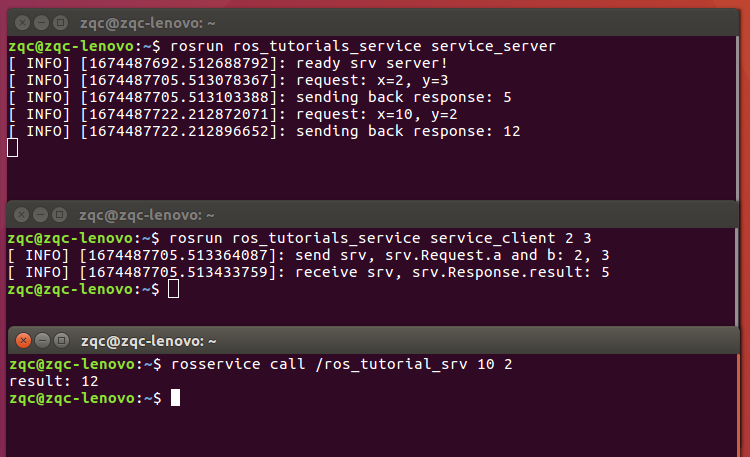 zqc@zqc-lenovo: ~
zqc@zqc-lenovo:~$ rosrun ros_tutorials_service service_server
[ INFO] [1674487692.512688792]: ready srv server!
[ INFO] [1674487705.513078367]: request: x=2, y=3
[ INFO] [1674487705.513103388]: sending back response: 5
[ INFO] [1674487722.212872071]: request: x=10, y=2
[ INFO] [1674487722.212896652]: sending back response: 12
zqc@zqc-lenovo: ~
zqc@zqc-lenovo:~$ rosrun ros_tutorials_service service_client 2 3
[ INFO] [1674487705.513364087]: send srv, srv.Request.a and b: 2, 3
[ INFO] [1674487705.513433759]: receive srv, srv.Response.result: 5
zqc@zqc-lenovo:~$
zqc@zqc-lenovo: ~
zqc@zqc-lenovo:~$ rosservice call /ros_tutorial_srv 10 2
result: 12
zqc@zqc-lenovo:~$